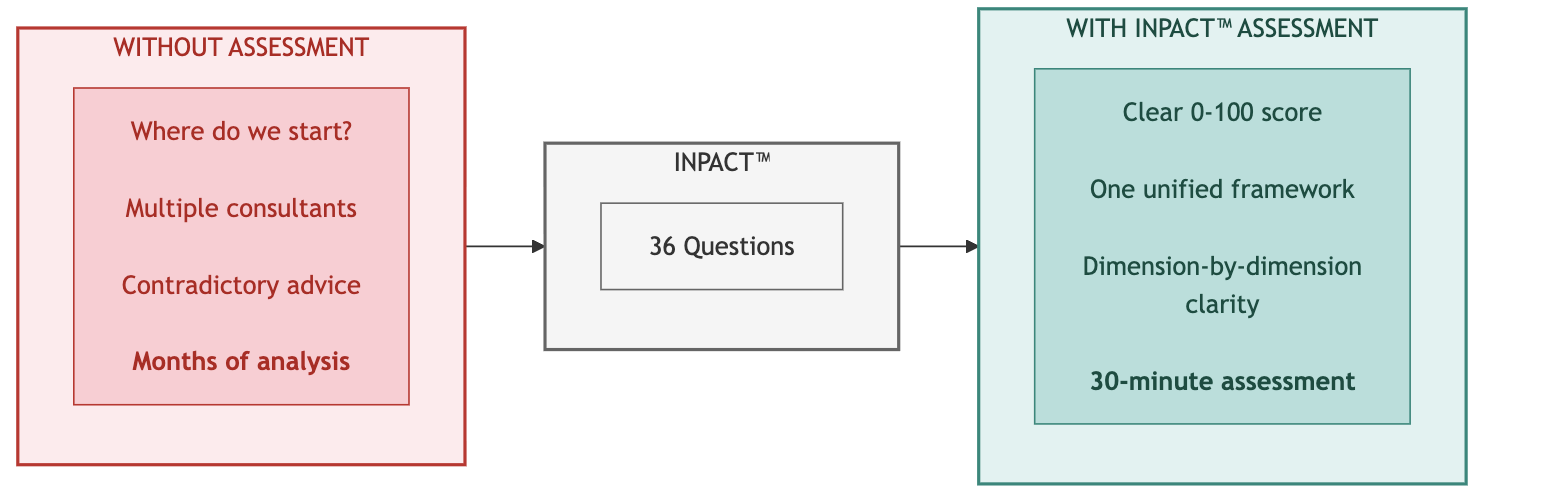 WITHOUT ASSESSMENT
Where do we start?
Multiple consultants
Contradictory advice
Months of analysis
INPACT™
36 Questions
WITH INPACT™ ASSESSMENT
Clear 0-100 score
One unified framework
Dimension-by-dimension
clarity
30-minute assessment